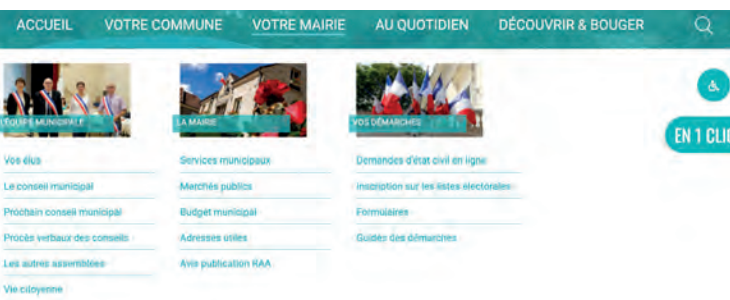 ACCUEIL VOTRE COMMUNE VOTRE MAIRIE AU QUOTIDIEN DÉCOUVRIR & BOUGER
L'ÉQUIPE MUNICIPALE
Vos élus
Le conseil municipal
Prochain conseil municipal
Procès verbaux des conseils
Les autres assemblées
Vie citoyenne
LA MAIRIE
Services municipaux
Marchés publics
Budget municipal
Adresses utiles
Avis publication RAA
VOS DÉMARCHES
Demandes d'état civil en ligne
Inscription sur les listes électorales
Formulaires
Guides des démarches
EN 1 CLIC